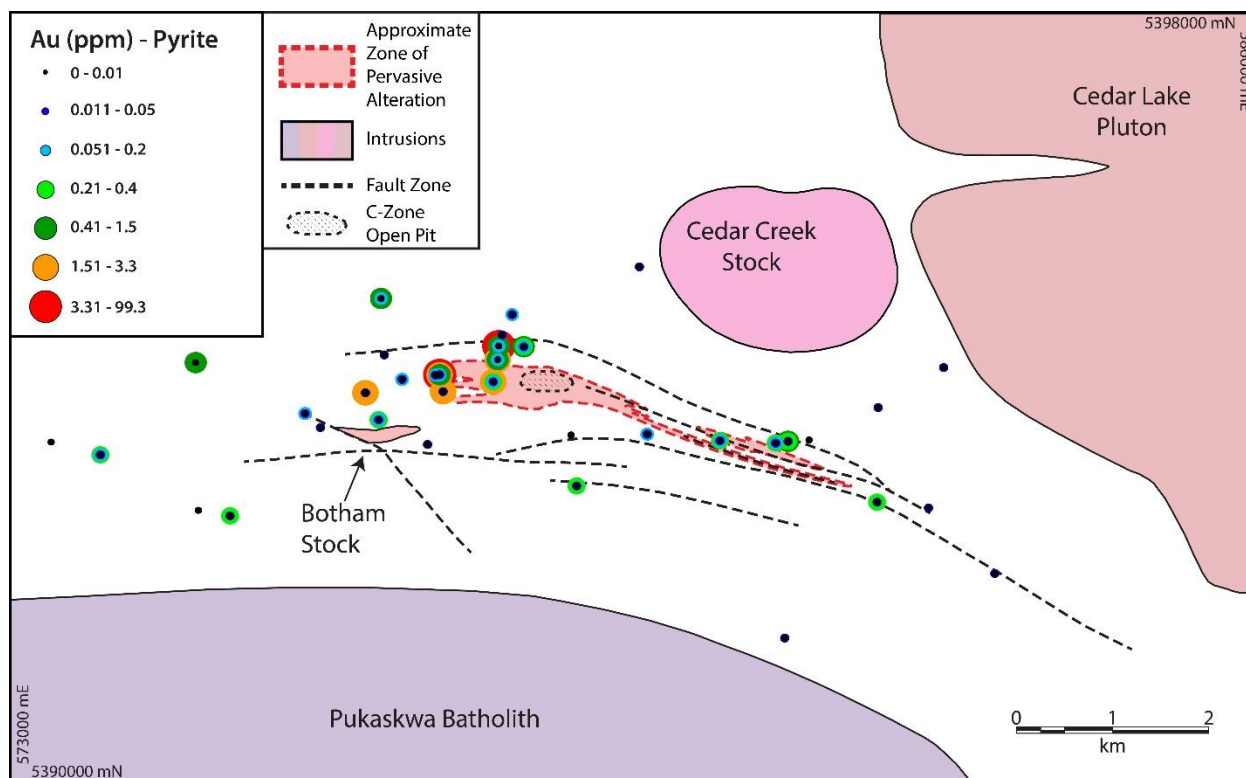 Au (ppm) - Pyrite
0 - 0.01
0.011 - 0.05
0.051 - 0.2
0.21 - 0.4
0.41 - 1.5
1.51 - 3.3
3.31 - 99.3
Approximate
Zone of
Pervasive
Alteration
Intrusions
Fault Zone
C-Zone
Open Pit
5398000 mN
580000 mE
Cedar Lake
Pluton
Cedar Creek
Stock
Botham
Stock
Pukaskwa Batholith
573000 mE
5390000 mN
0 1 2
km